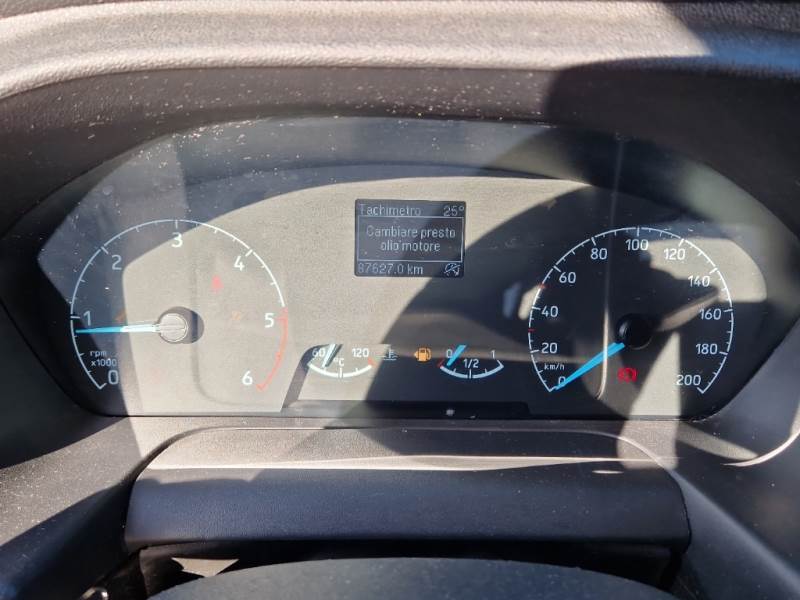 Tachimetro 25°
Cambiare presto
olio motore
87627.0 km
0 1 2 3 4 5 6
rpm
x1000
60 120
°C
0 1/2 1
0 20 40 60 80 100 120 140 160 180 200
km/h